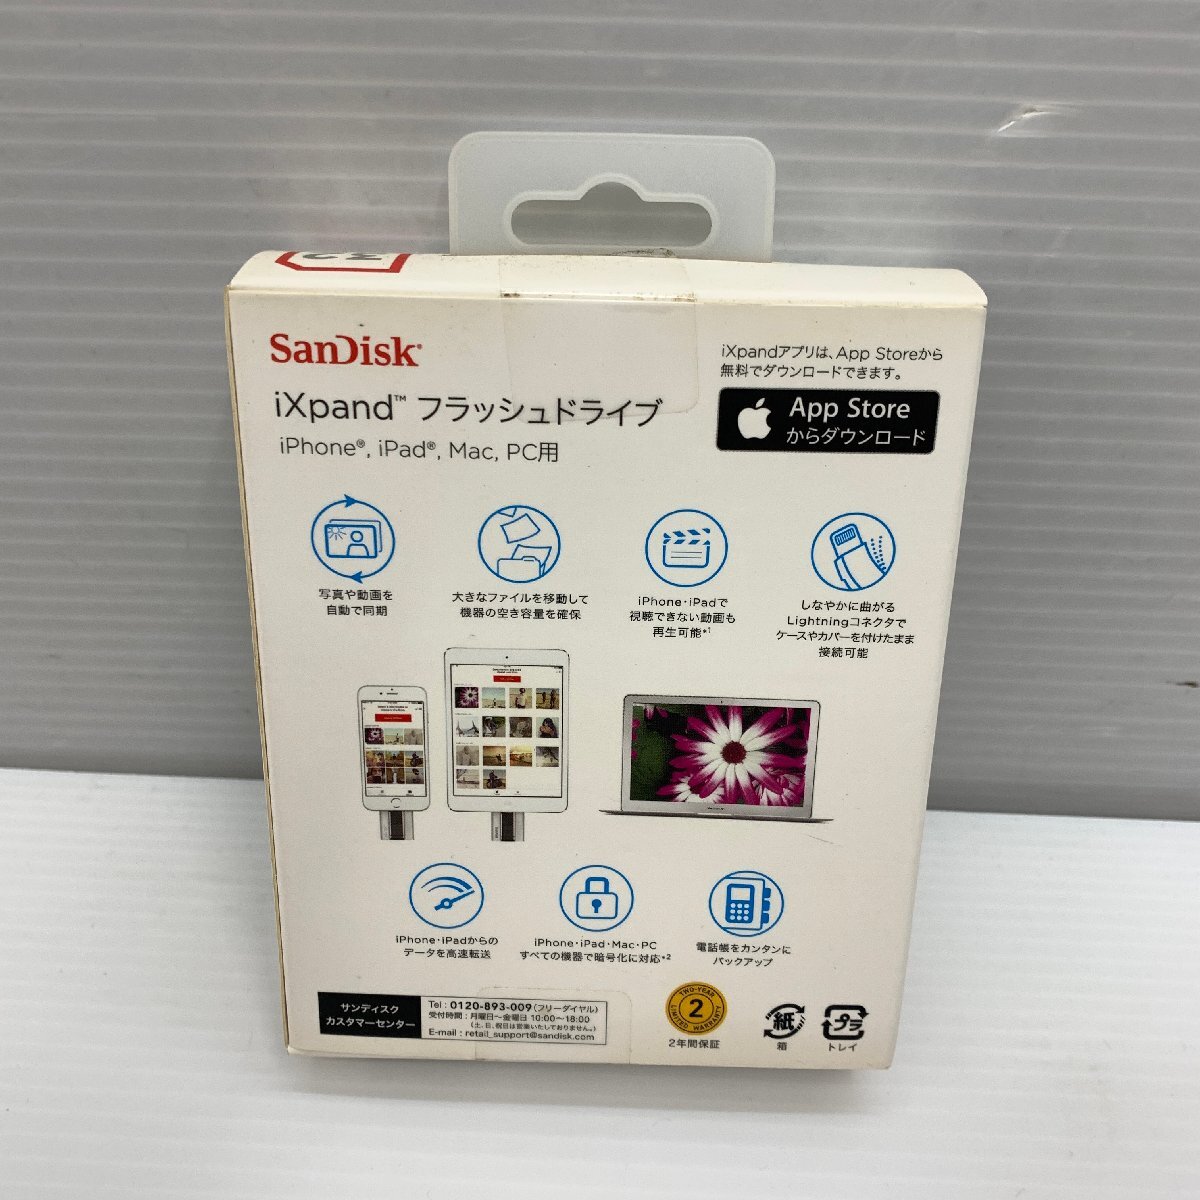 SanDisk
iXpand™ フラッシュドライブ
iPhone®, iPad®, Mac, PC用
iXpandアプリは、App Storeから
無料でダウンロードできます。
App Store
からダウンロード
写真や動画を
自動で同期
大きなファイルを移動して
機器の空き容量を確保
iPhone・iPadで
視聴できない動画も
再生可能*1
しなやかに曲がる
Lightningコネクタで
ケースやカバーを付けたまま
接続可能
iPhone・iPadからの
データを高速転送
iPhone・iPad・Mac・PC
すべての機器で暗号化に対応*2
電話帳をカンタンに
バックアップ
サンディスク
カスタマーセンター
Tel : 0120-893-009 (フリーダイヤル)
受付時間 : 月曜日〜金曜日 10:00〜18:00
(土、日、祝日は営業いたしておりません。)
E-mail : retail_support@sandisk.com
TWO-YEAR
2
LIMITED WARRANTY
2年間保証
紙
箱
プラ
トレイ